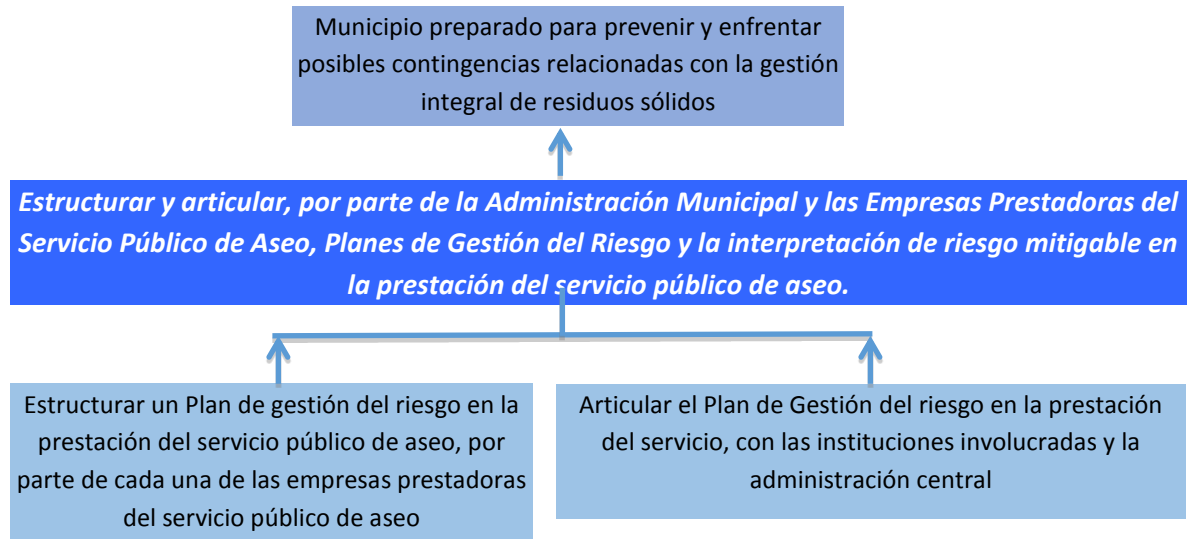 Municipio preparado para prevenir y enfrentar
posibles contingencias relacionadas con la gestión
integral de residuos sólidos
Estructurar y articular, por parte de la Administración Municipal y las Empresas Prestadoras del
Servicio Público de Aseo, Planes de Gestión del Riesgo y la interpretación de riesgo mitigable en
la prestación del servicio público de aseo.
Estructurar un Plan de gestión del riesgo en la
prestación del servicio público de aseo, por
parte de cada una de las empresas prestadoras
del servicio público de aseo
Articular el Plan de Gestión del riesgo en la prestación
del servicio, con las instituciones involucradas y la
administración central